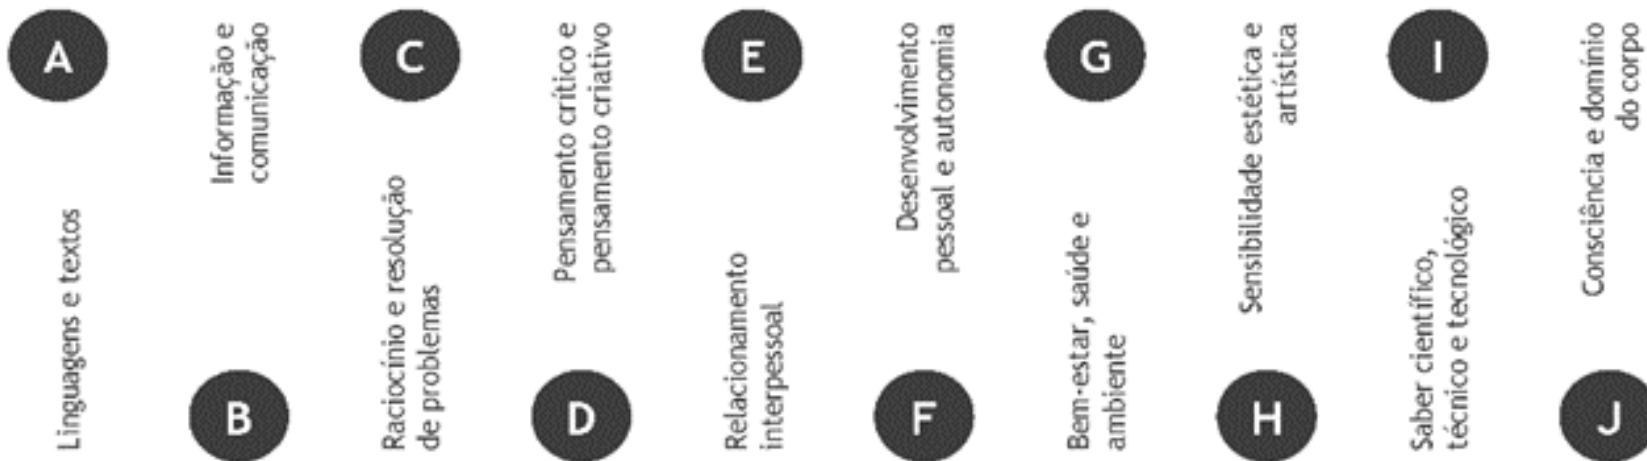 A
Linguagens e textos
B
Informação e
comunicação
C
Raciocínio e resolução
de problemas
D
Pensamento crítico e
pensamento criativo
E
Relacionamento
interpessoal
F
Desenvolvimento
pessoal e autonomia
G
Bem-estar, saúde e
ambiente
H
Sensibilidade estética e
artística
I
Saber científico,
técnico e tecnológico
J
Consciência e domínio
do corpo